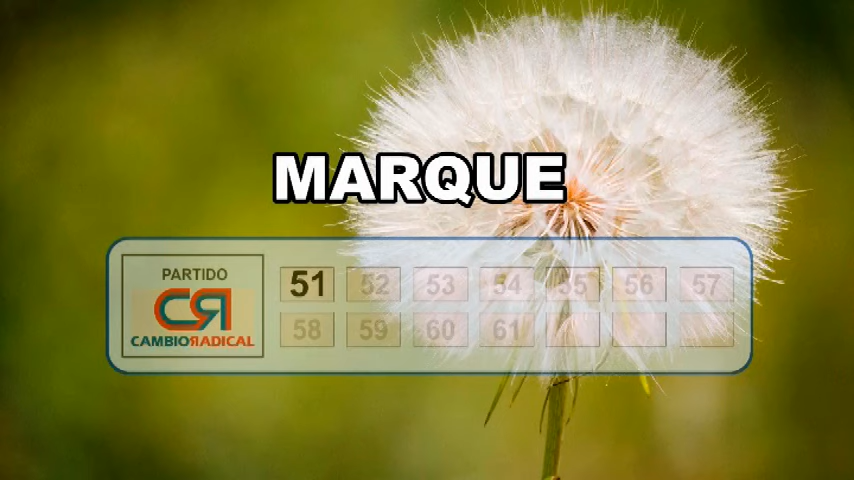 MARQUE
PARTIDO
CR
CAMBIO RADICAL
51 52 53 54 55 56 57
58 59 60 61